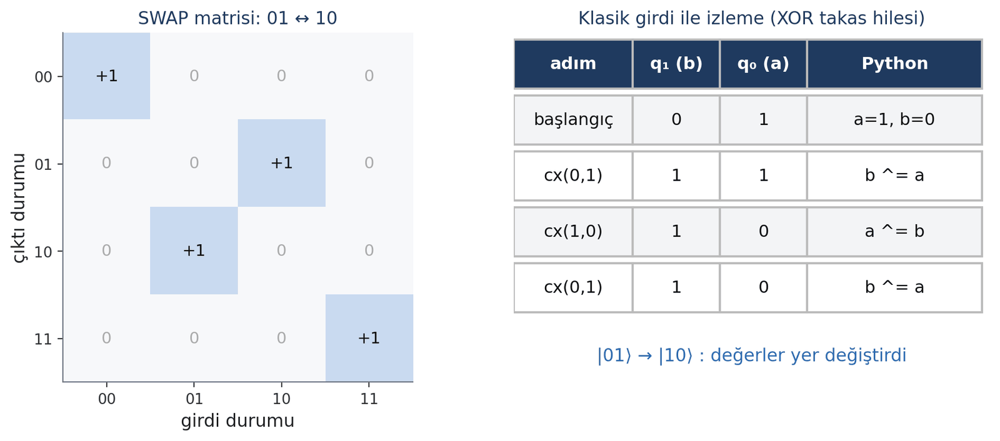 SWAP matrisi: 01 ↔ 10
00 +1 0 0 0
01 0 0 +1 0
10 0 +1 0 0
11 0 0 0 +1
00 01 10 11
girdi durumu
çıktı durumu
Klasik girdi ile izleme (XOR takas hilesi)
adım q₁ (b) q₀ (a) Python
başlangıç 0 1 a=1, b=0
cx(0,1) 1 1 b ^= a
cx(1,0) 1 0 a ^= b
cx(0,1) 1 0 b ^= a
|01⟩ → |10⟩ : değerler yer değiştirdi